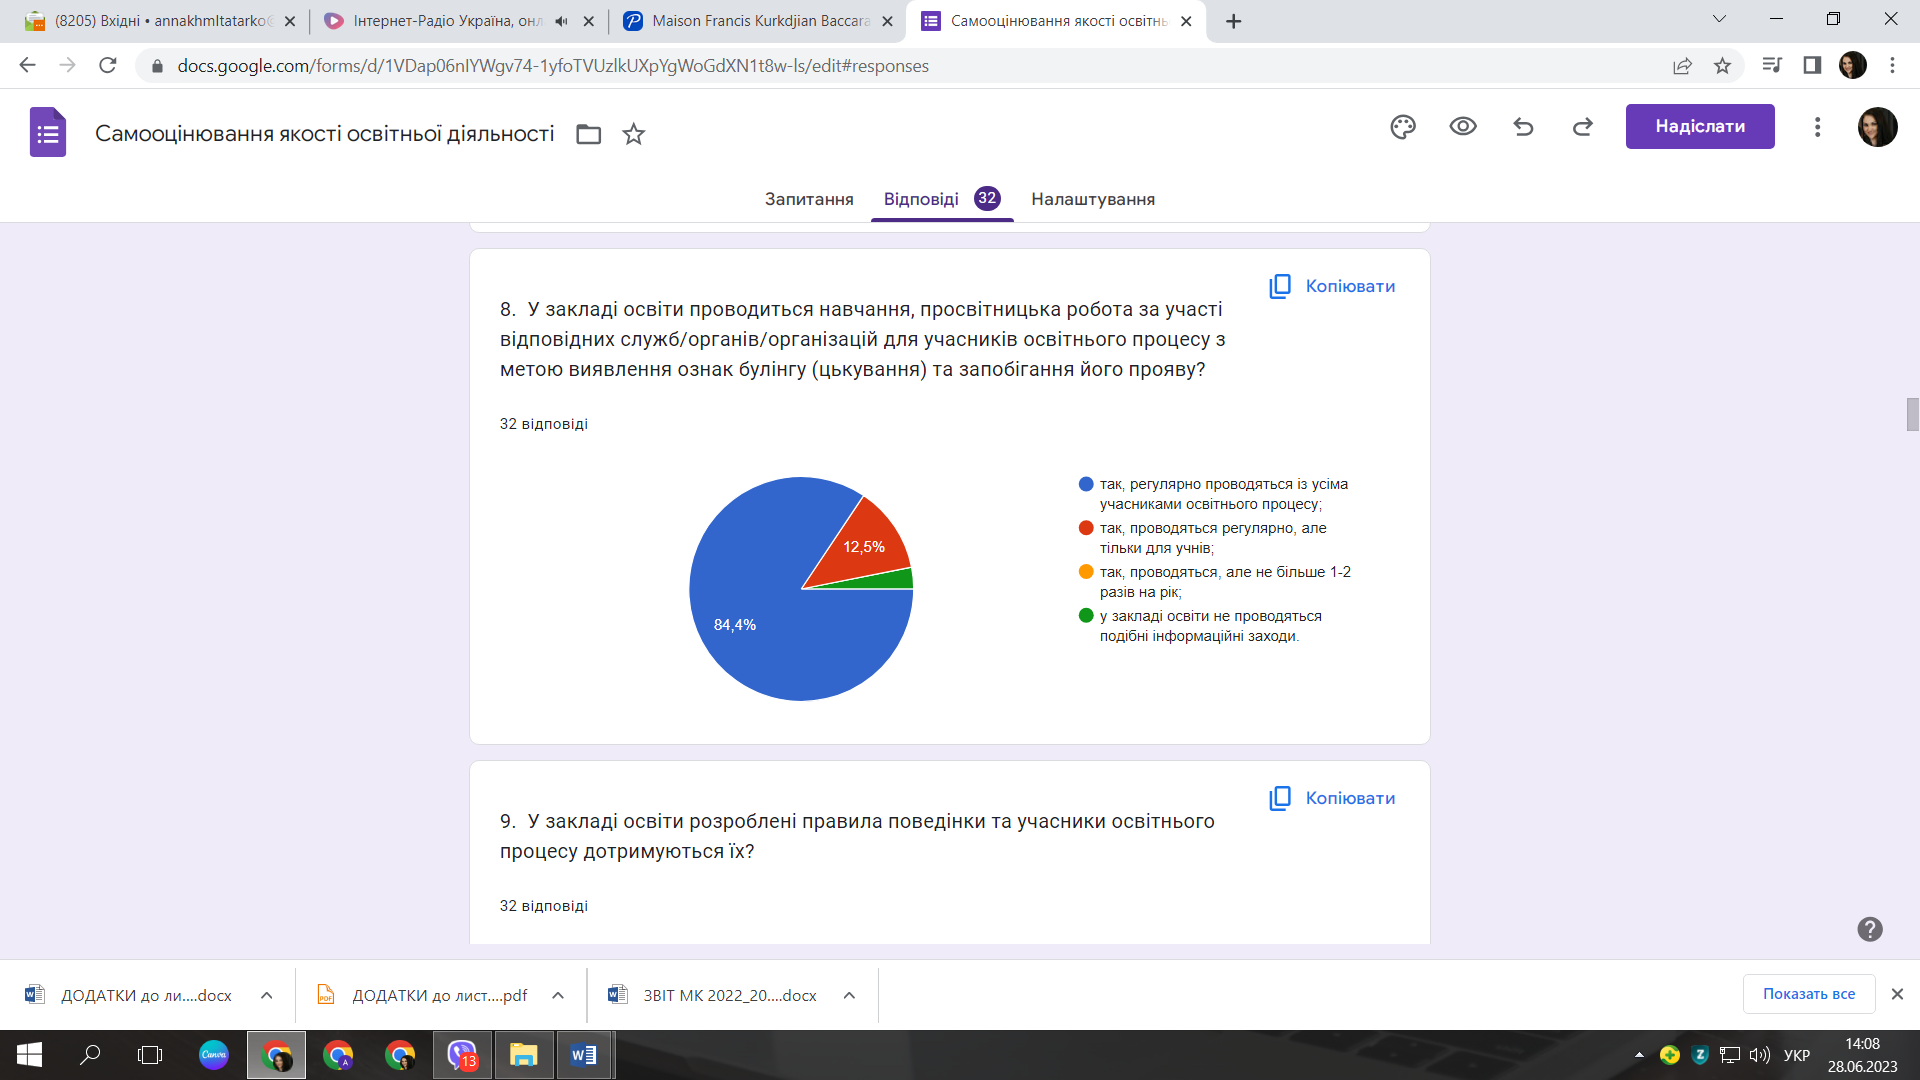 (8205) Вхідні • annakhmltatarko@
Інтернет-Радіо Україна, онл
Maison Francis Kurkdjian Baccara
Самооцінювання якості освітнь
docs.google.com/forms/d/1VDap06nIYWgv74-1yfoTVUzlkUXpYgWoGdXN1t8w-ls/edit#responses
Самооцінювання якості освітньої діяльності
Надіслати
Запитання
Відповіді 32
Налаштування
Копіювати
8. У закладі освіти проводиться навчання, просвітницька робота за участі
відповідних служб/органів/організацій для учасників освітнього процесу з
метою виявлення ознак булінгу (цькування) та запобігання його прояву?
32 відповіді
так, регулярно проводяться із усіма
учасниками освітнього процесу;
так, проводяться регулярно, але
тільки для учнів;
так, проводяться, але не більше 1-2
разів на рік;
у закладі освіти не проводяться
подібні інформаційні заходи.
12,5%
84,4%
Копіювати
9. У закладі освіти розроблені правила поведінки та учасники освітнього
процесу дотримуються їх?
32 відповіді
ДОДАТКИ до ли....docx
ДОДАТКИ до лист....pdf
ЗВІТ МК 2022_20....docx
Показать все
Canva
A
13
УКР
14:08
28.06.2023